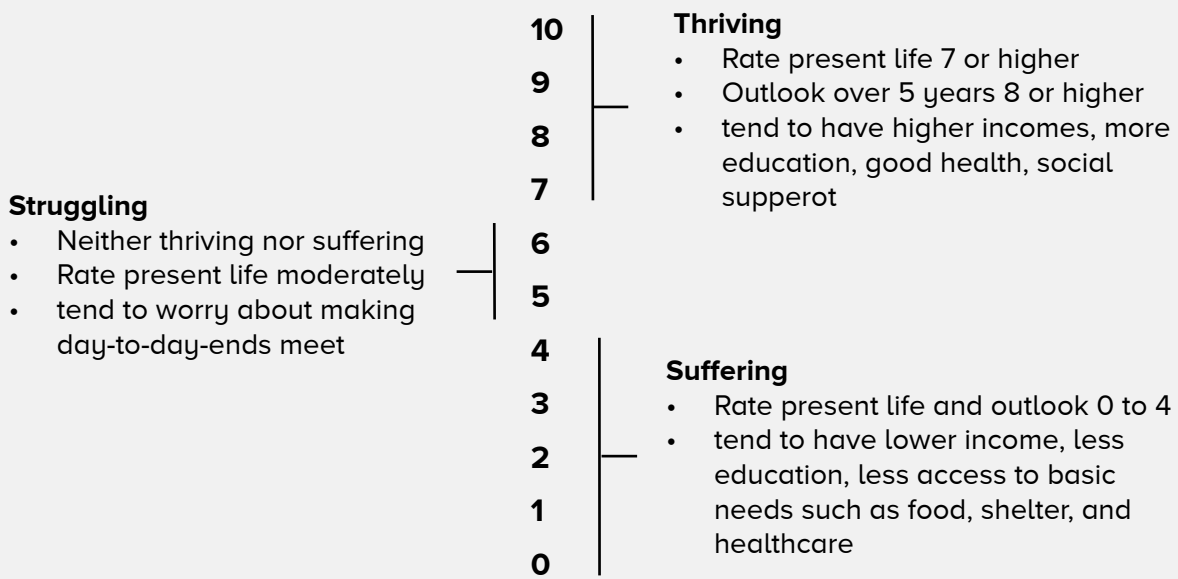 10
9
8
7
6
5
4
3
2
1
0
Thriving
• Rate present life 7 or higher
• Outlook over 5 years 8 or higher
• tend to have higher incomes, more
education, good health, social
supperot
Struggling
• Neither thriving nor suffering
• Rate present life moderately
• tend to worry about making
day-to-day-ends meet
Suffering
• Rate present life and outlook 0 to 4
• tend to have lower income, less
education, less access to basic
needs such as food, shelter, and
healthcare